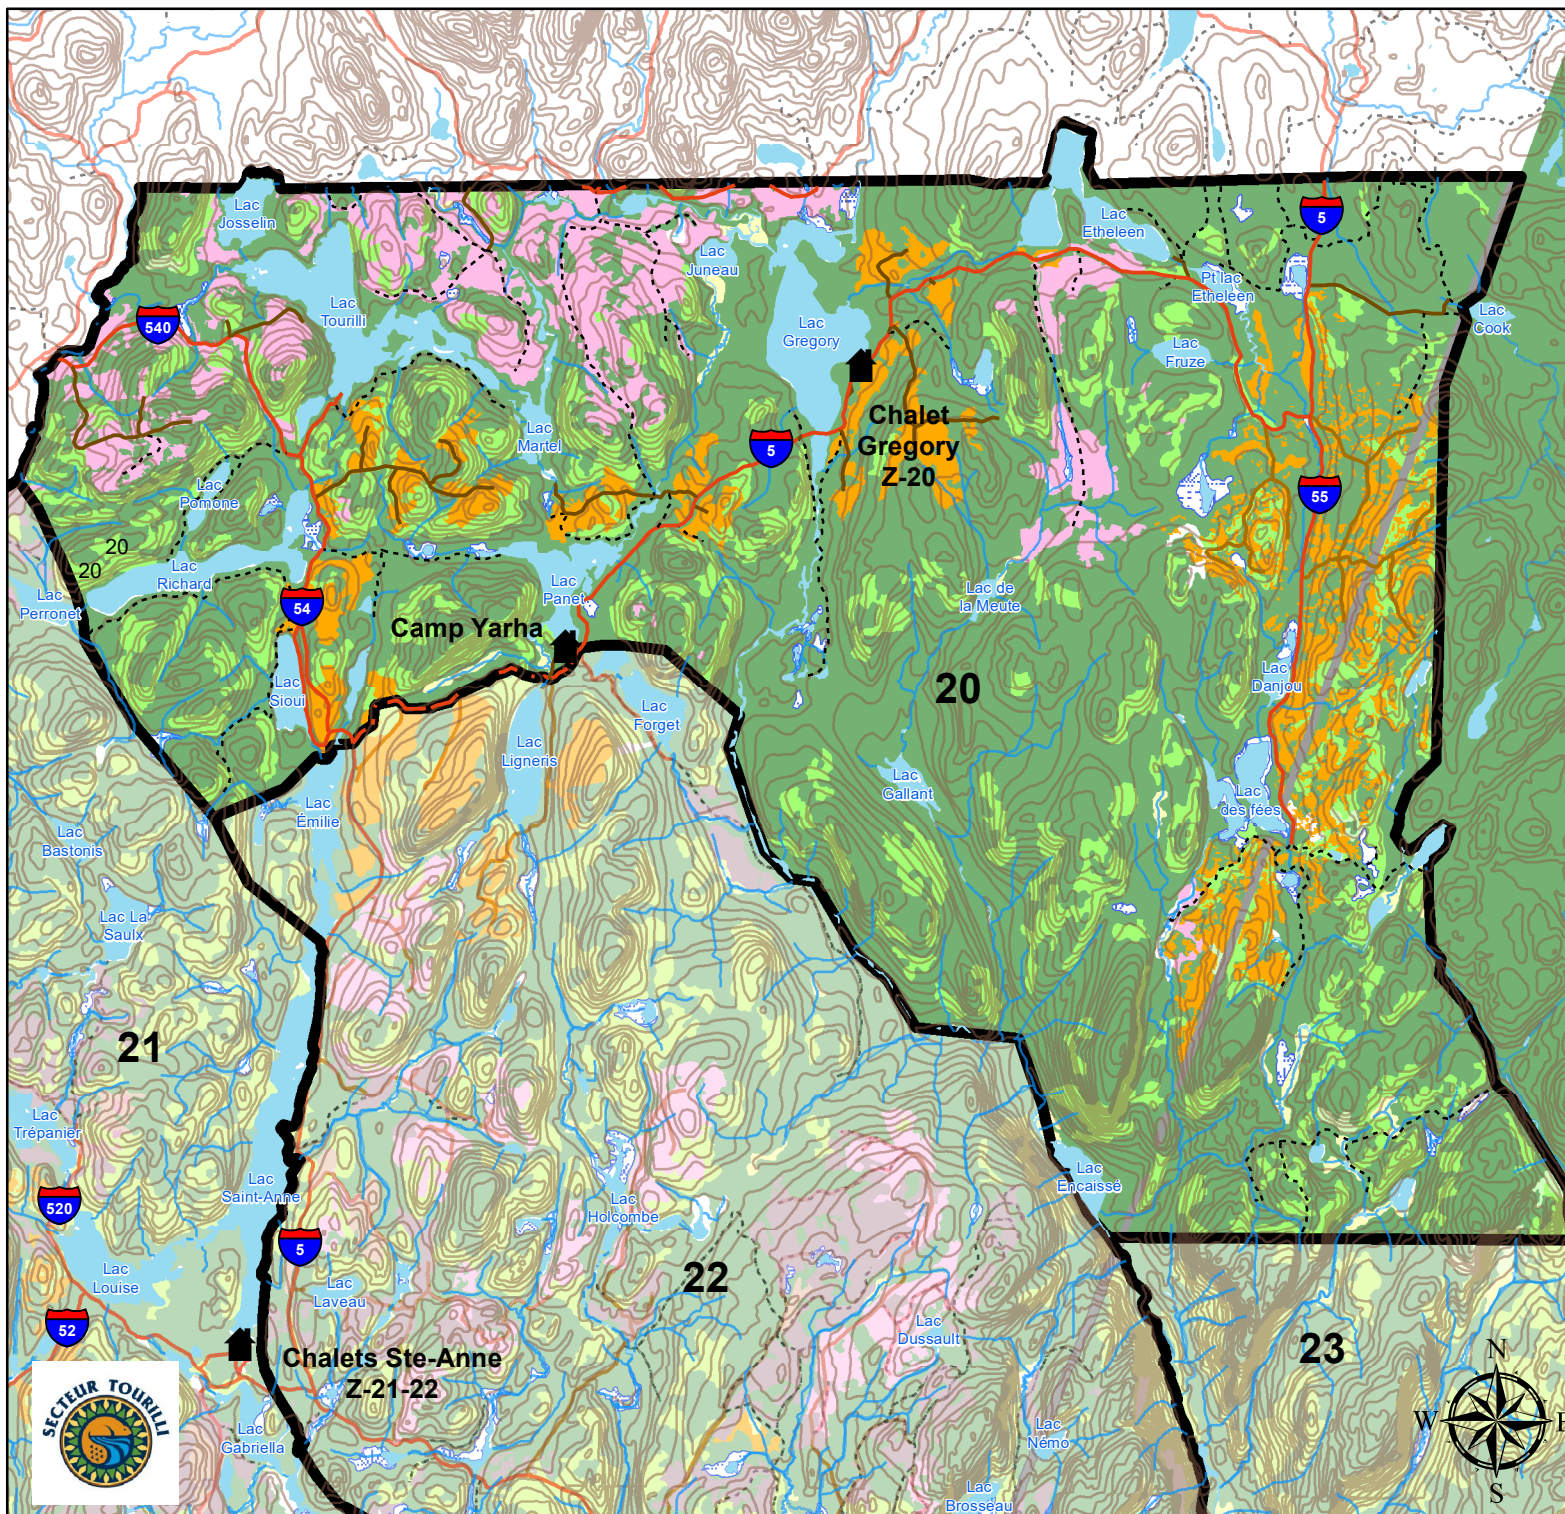 Lac
Josselin
Lac
Etheleen
5
Lac
Juneau
Pt lac
Etheleen
Lac
Tourilli
540
Lac
Gregory
Lac
Cook
Lac
Fruze
Chalet
Gregory
Z-20
Lac
Martel
5
Lac
Pomone
55
20
20
Lac
Richard
Lac
Perronet
54
Lac
Panet
Lac de
la Meute
Camp Yarha
Lac
Sioui
20
Lac
Danjou
Lac
Forget
Lac
Ligneris
Lac
Gallant
Lac
Émilie
Lac
des fées
Lac
Bastonis
Lac La
Saulx
21
Lac
Trépanier
Lac
Saint-Anne
Lac
Encaissé
520
Lac
Holcombe
5
Lac
Louise
Lac
Laveau
22
52
Lac
Dussault
23
Chalets Ste-Anne
Z-21-22
SECTEUR TOURILLI
Lac
Gabriella
Lac
Némo
Lac
Brosseau
N
W
E
S